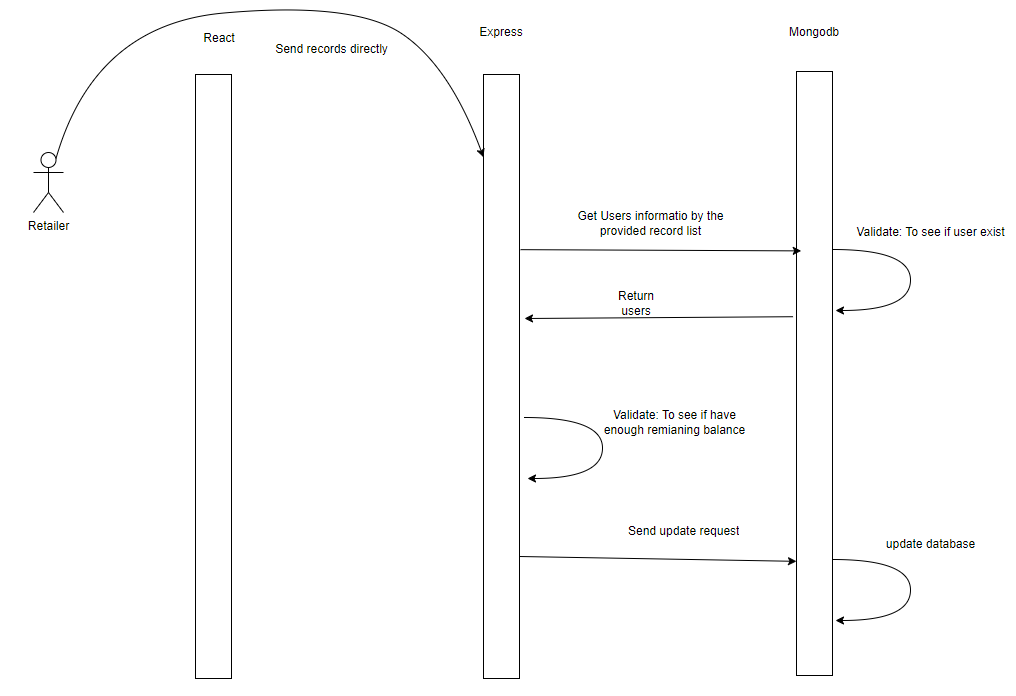 React
Express
Mongodb
Send records directly
Retailer
Get Users informatio by the
provided record list
Validate: To see if user exist
Return
users
Validate: To see if have
enough remianing balance
Send update request
update database